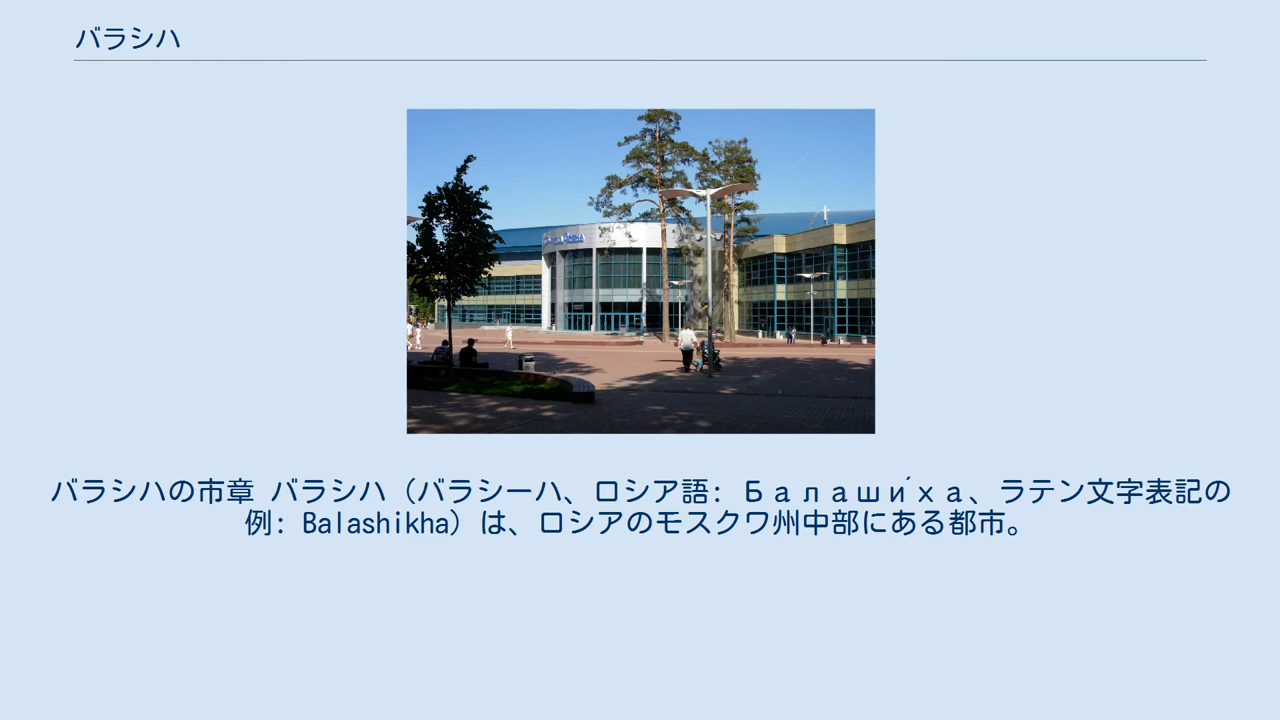 バラシハ
バラシハの市章 バラシハ（バラシーハ、ロシア語: Балаши́ха、ラテン文字表記の
例: Balashikha）は、ロシアのモスクワ州中部にある都市。